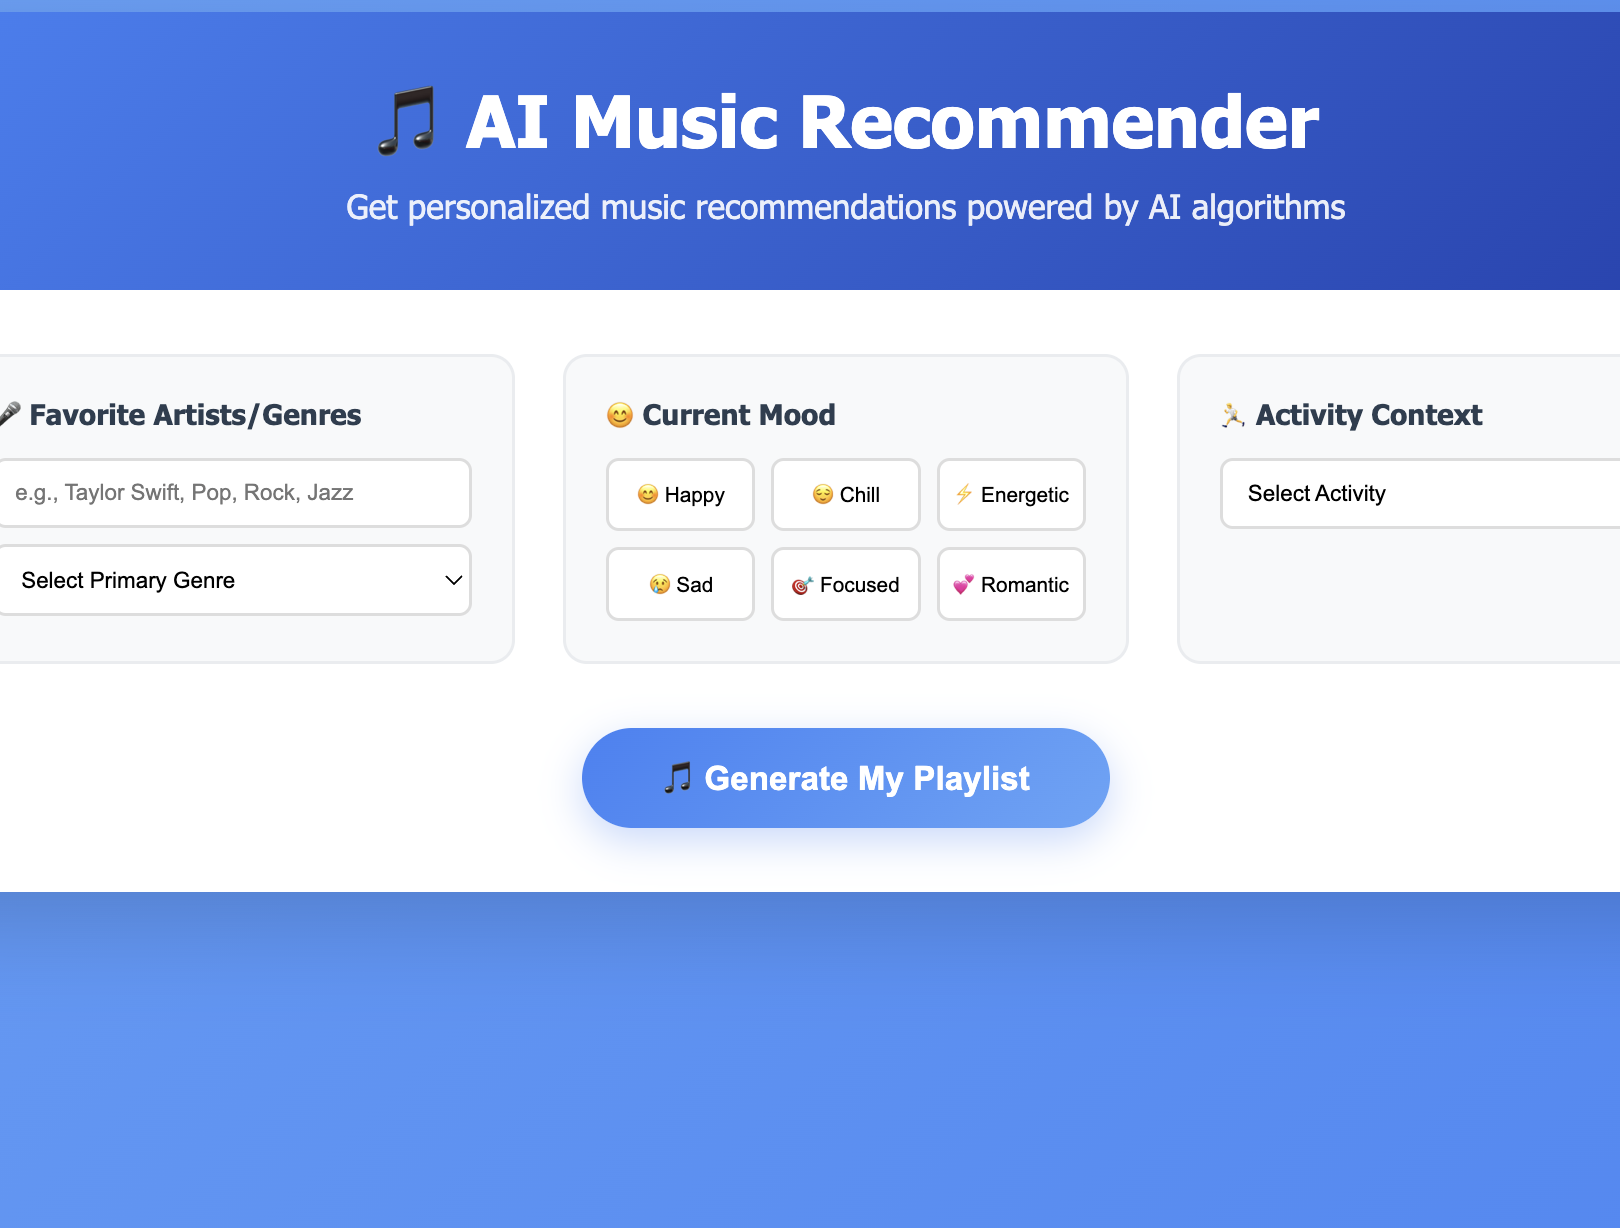 🎵 AI Music Recommender
Get personalized music recommendations powered by AI algorithms
🎤 Favorite Artists/Genres
e.g., Taylor Swift, Pop, Rock, Jazz
Select Primary Genre
😊 Current Mood
😊 Happy
😌 Chill
⚡ Energetic
😢 Sad
🎯 Focused
💕 Romantic
🏃 Activity Context
Select Activity
🎵 Generate My Playlist